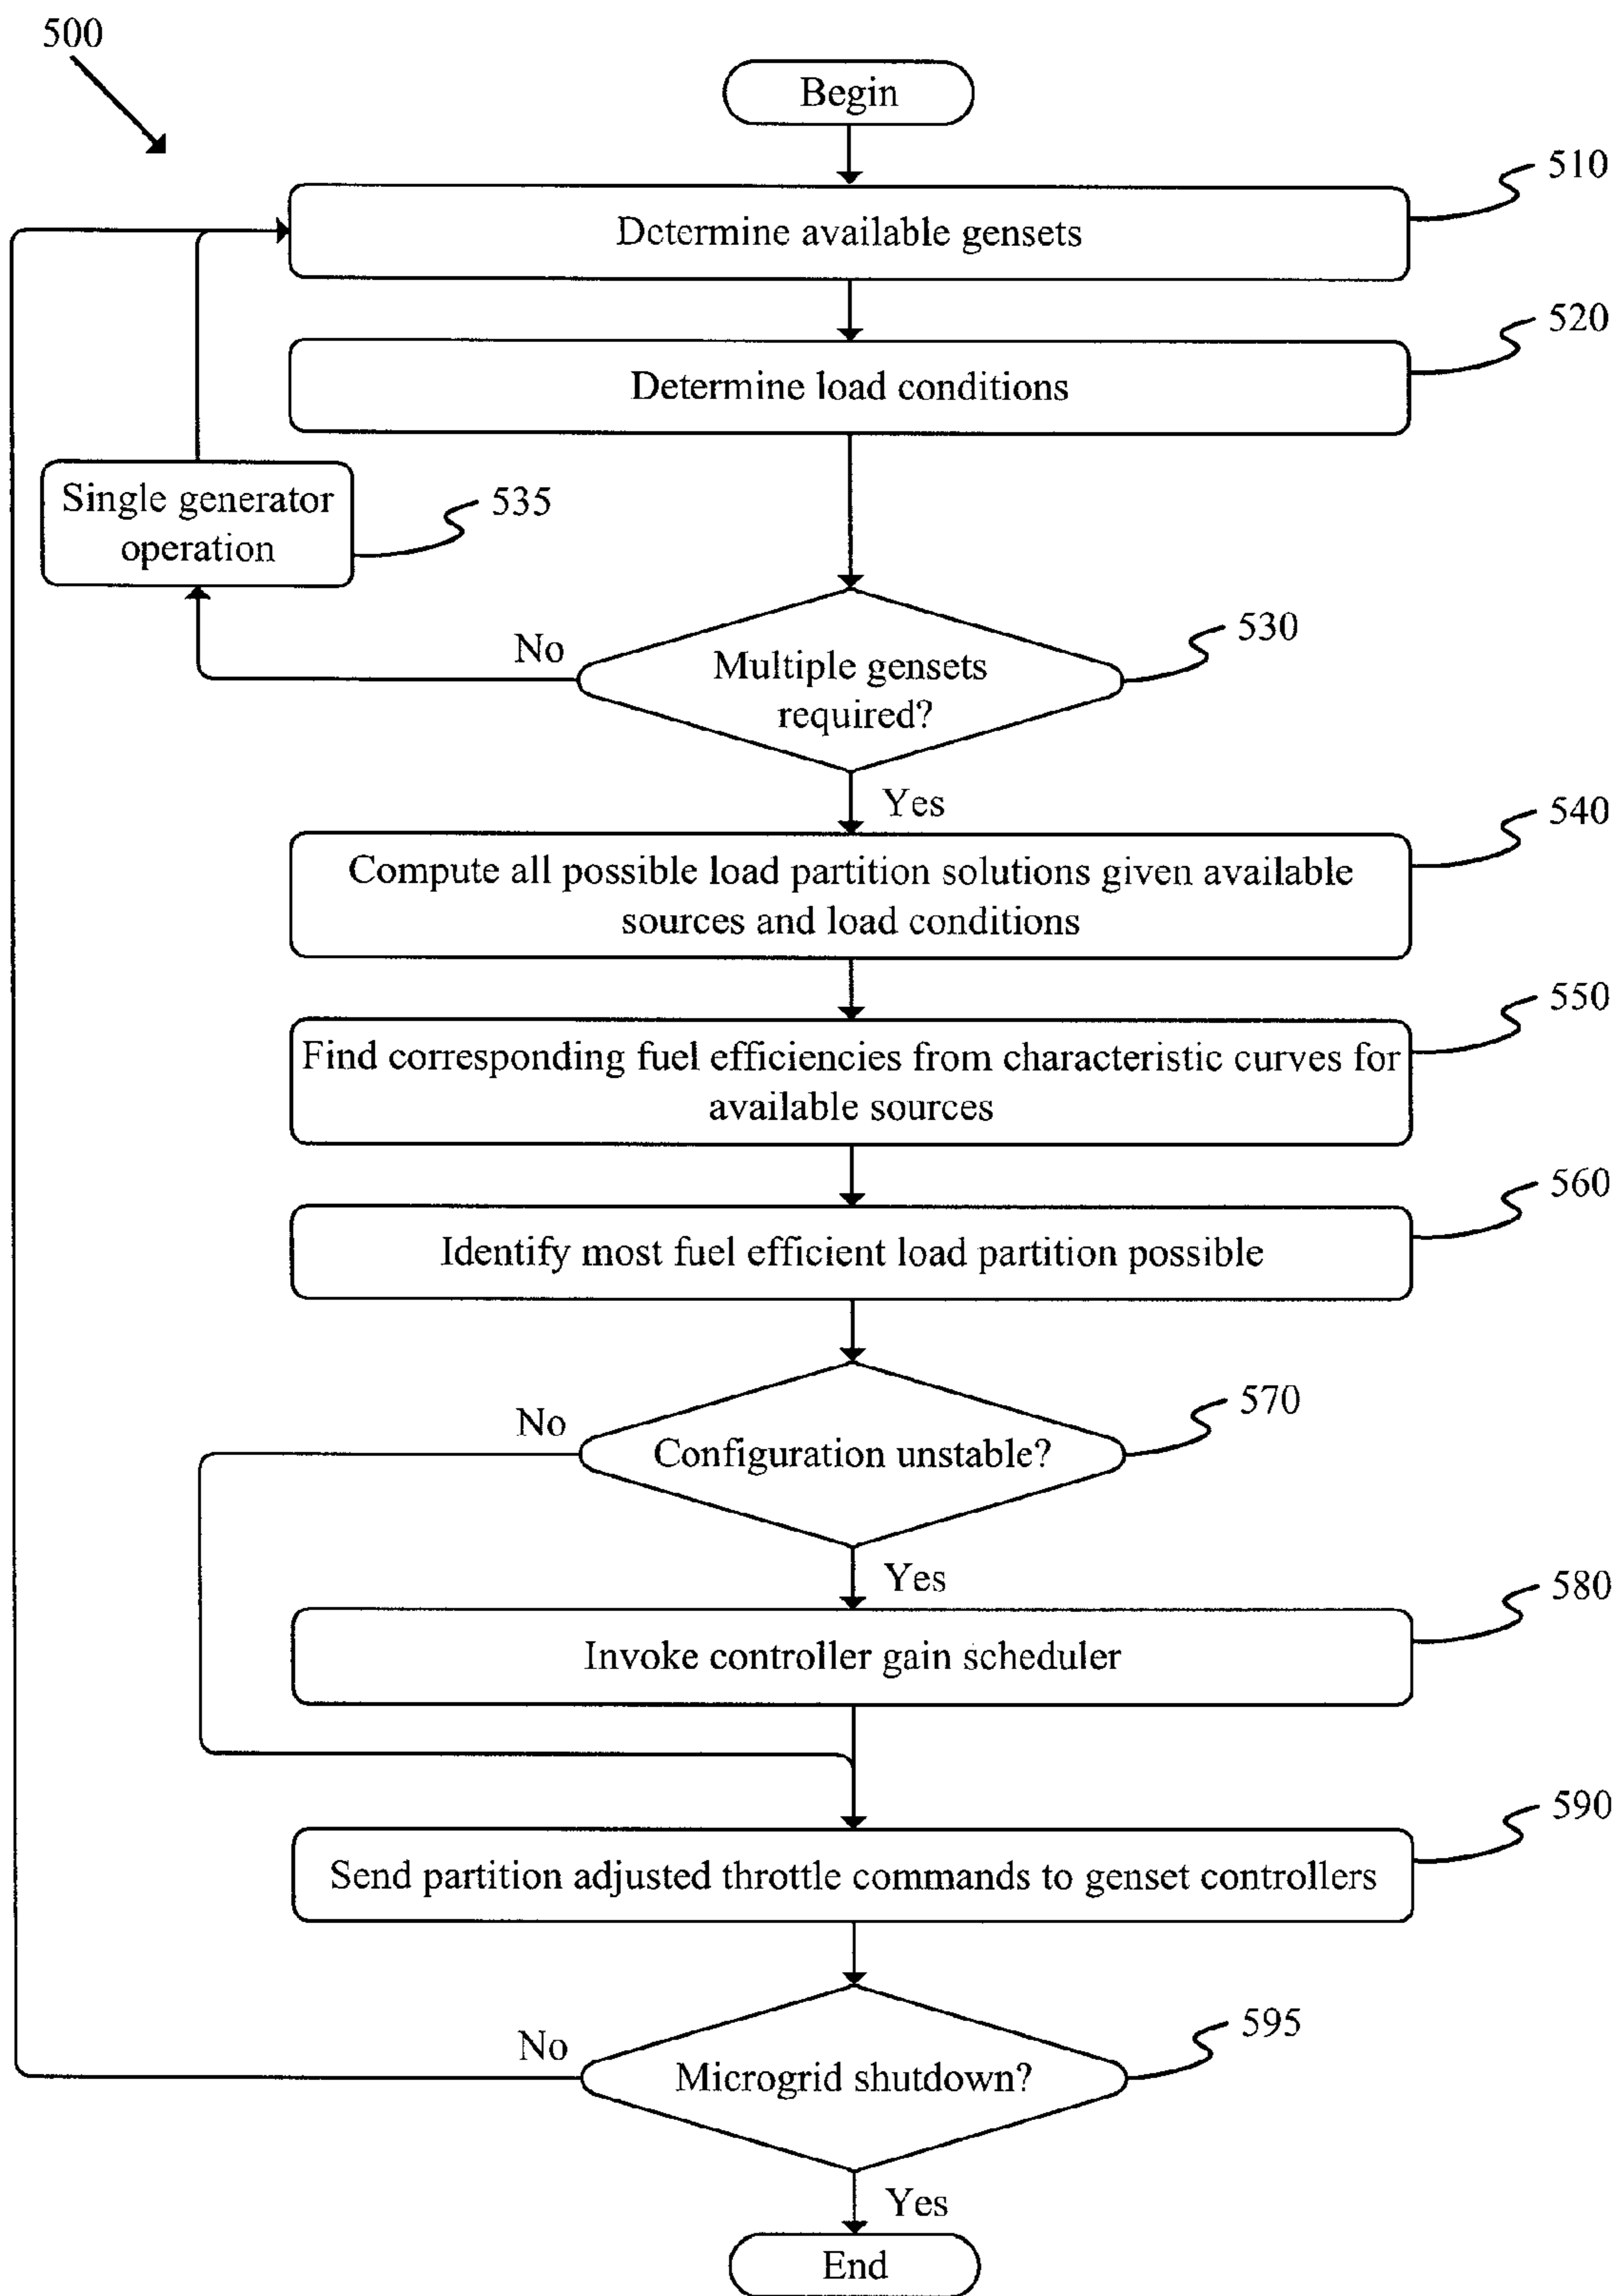 500
Begin
510
Determine available gensets
520
Determine load conditions
Single generator
operation
535
530
No
Multiple gensets
required?
Yes
540
Compute all possible load partition solutions given available
sources and load conditions
550
Find corresponding fuel efficiencies from characteristic curves for
available sources
560
Identify most fuel efficient load partition possible
570
No
Configuration unstable?
Yes
580
Invoke controller gain scheduler
590
Send partition adjusted throttle commands to genset controllers
595
No
Microgrid shutdown?
Yes
End